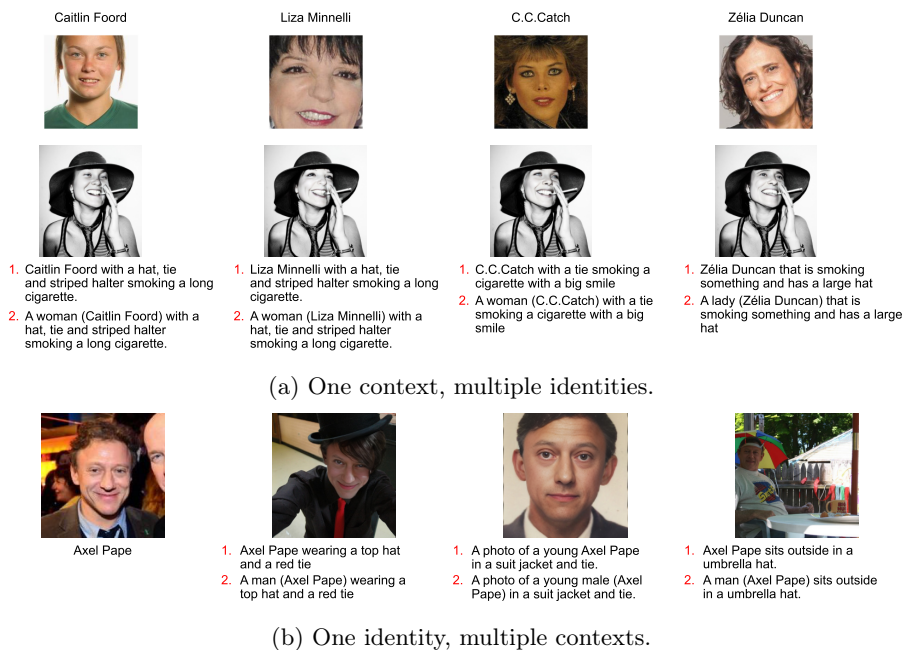 Caitlin Foord
Liza Minnelli
C.C.Catch
Zélia Duncan
1. Caitlin Foord with a hat, tie
and striped halter smoking a long
cigarette.
2. A woman (Caitlin Foord) with a
hat, tie and striped halter
smoking a long cigarette.
1. Liza Minnelli with a hat, tie
and striped halter smoking a long
cigarette.
2. A woman (Liza Minnelli) with a
hat, tie and striped halter
smoking a long cigarette.
1. C.C.Catch with a tie smoking a
cigarette with a big smile
2. A woman (C.C.Catch) with a tie
smoking a cigarette with a big
smile
1. Zélia Duncan that is smoking
something and has a large hat
2. A lady (Zélia Duncan) that is
smoking something and has a large
hat
(a) One context, multiple identities.
Axel Pape
1. Axel Pape wearing a top hat
and a red tie
2. A man (Axel Pape) wearing a
top hat and a red tie
1. A photo of a young Axel Pape
in a suit jacket and tie.
2. A photo of a young male (Axel
Pape) in a suit jacket and tie.
1. Axel Pape sits outside in a
umbrella hat.
2. A man (Axel Pape) sits outside
in a umbrella hat.
(b) One identity, multiple contexts.